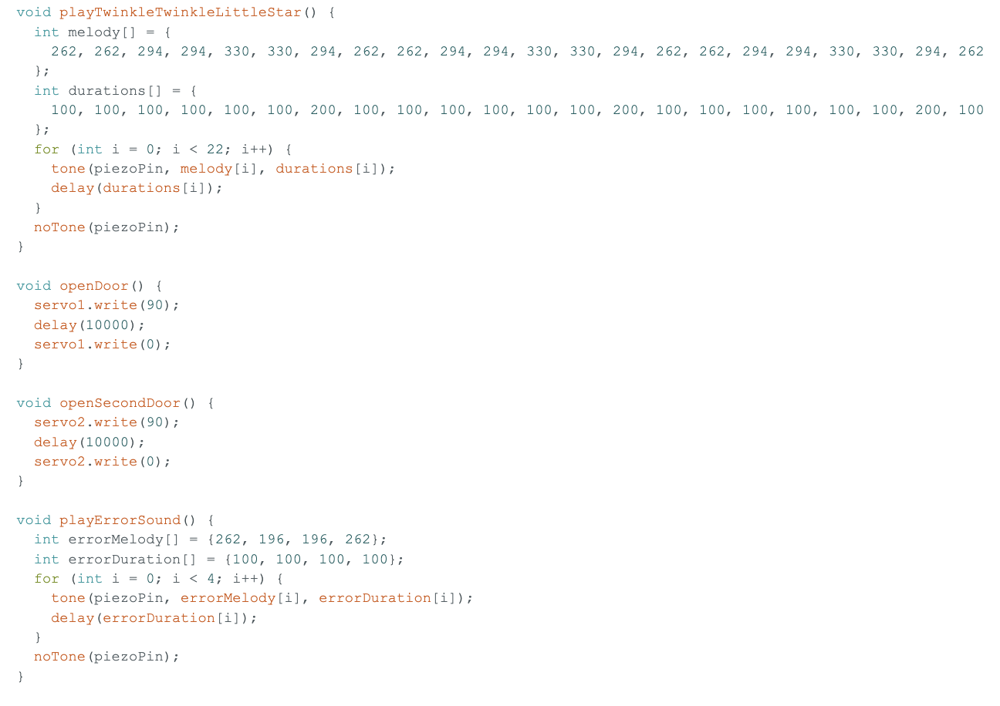 void playTwinkleTwinkleLittleStar() {
  int melody[] = {
    262, 262, 294, 294, 330, 330, 294, 262, 262, 294, 294, 330, 330, 294, 262, 262, 294, 294, 330, 330, 294, 262
  };
  int durations[] = {
    100, 100, 100, 100, 100, 100, 200, 100, 100, 100, 100, 100, 100, 200, 100, 100, 100, 100, 100, 100, 200, 100
  };
  for (int i = 0; i < 22; i++) {
    tone(piezoPin, melody[i], durations[i]);
    delay(durations[i]);
  }
  noTone(piezoPin);
}

void openDoor() {
  servo1.write(90);
  delay(10000);
  servo1.write(0);
}

void openSecondDoor() {
  servo2.write(90);
  delay(10000);
  servo2.write(0);
}

void playErrorSound() {
  int errorMelody[] = {262, 196, 196, 262};
  int errorDuration[] = {100, 100, 100, 100};
  for (int i = 0; i < 4; i++) {
    tone(piezoPin, errorMelody[i], errorDuration[i]);
    delay(errorDuration[i]);
  }
  noTone(piezoPin);
}